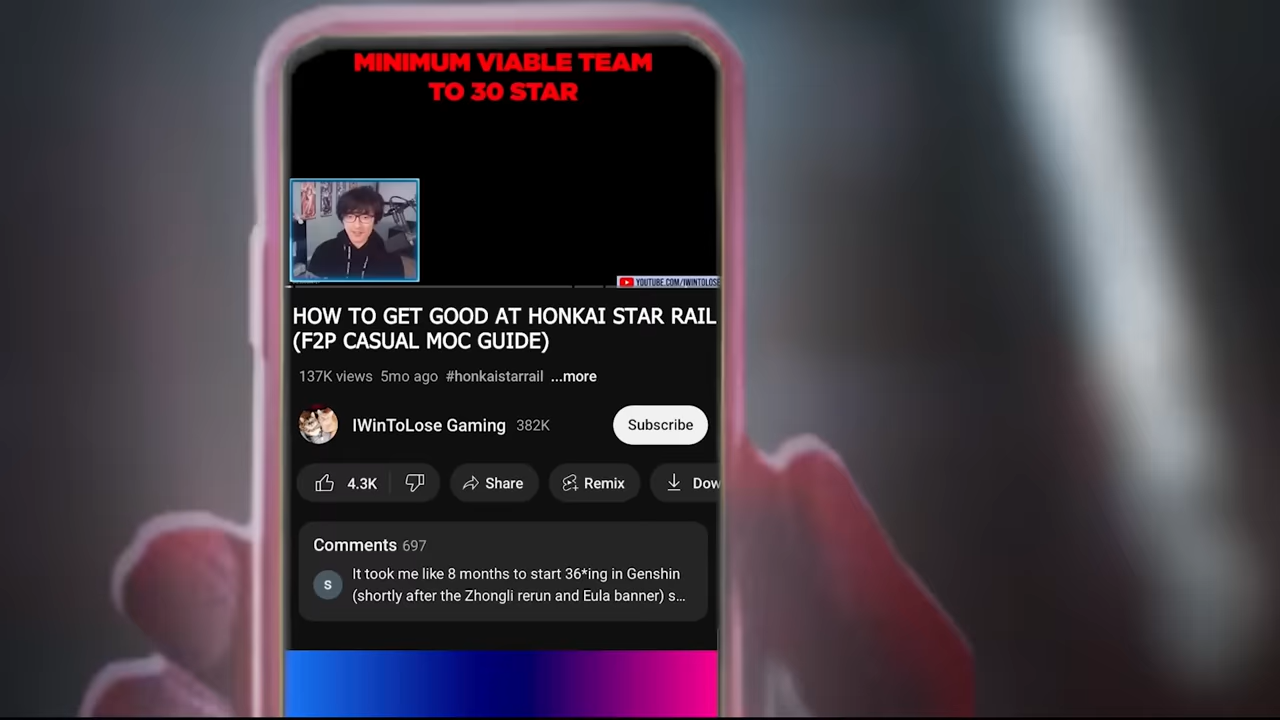 MINIMUM VIABLE TEAM
TO 30 STAR
YOUTUBE.COM/IWINTOLOSE
HOW TO GET GOOD AT HONKAI STAR RAIL
(F2P CASUAL MOC GUIDE)
137K views 5mo ago #honkaistarrail ...more
IWinToLose Gaming 382K
Subscribe
4.3K Share Remix Dow
Comments 697
S
It took me like 8 months to start 36*ing in Genshin
(shortly after the Zhongli rerun and Eula banner) s...